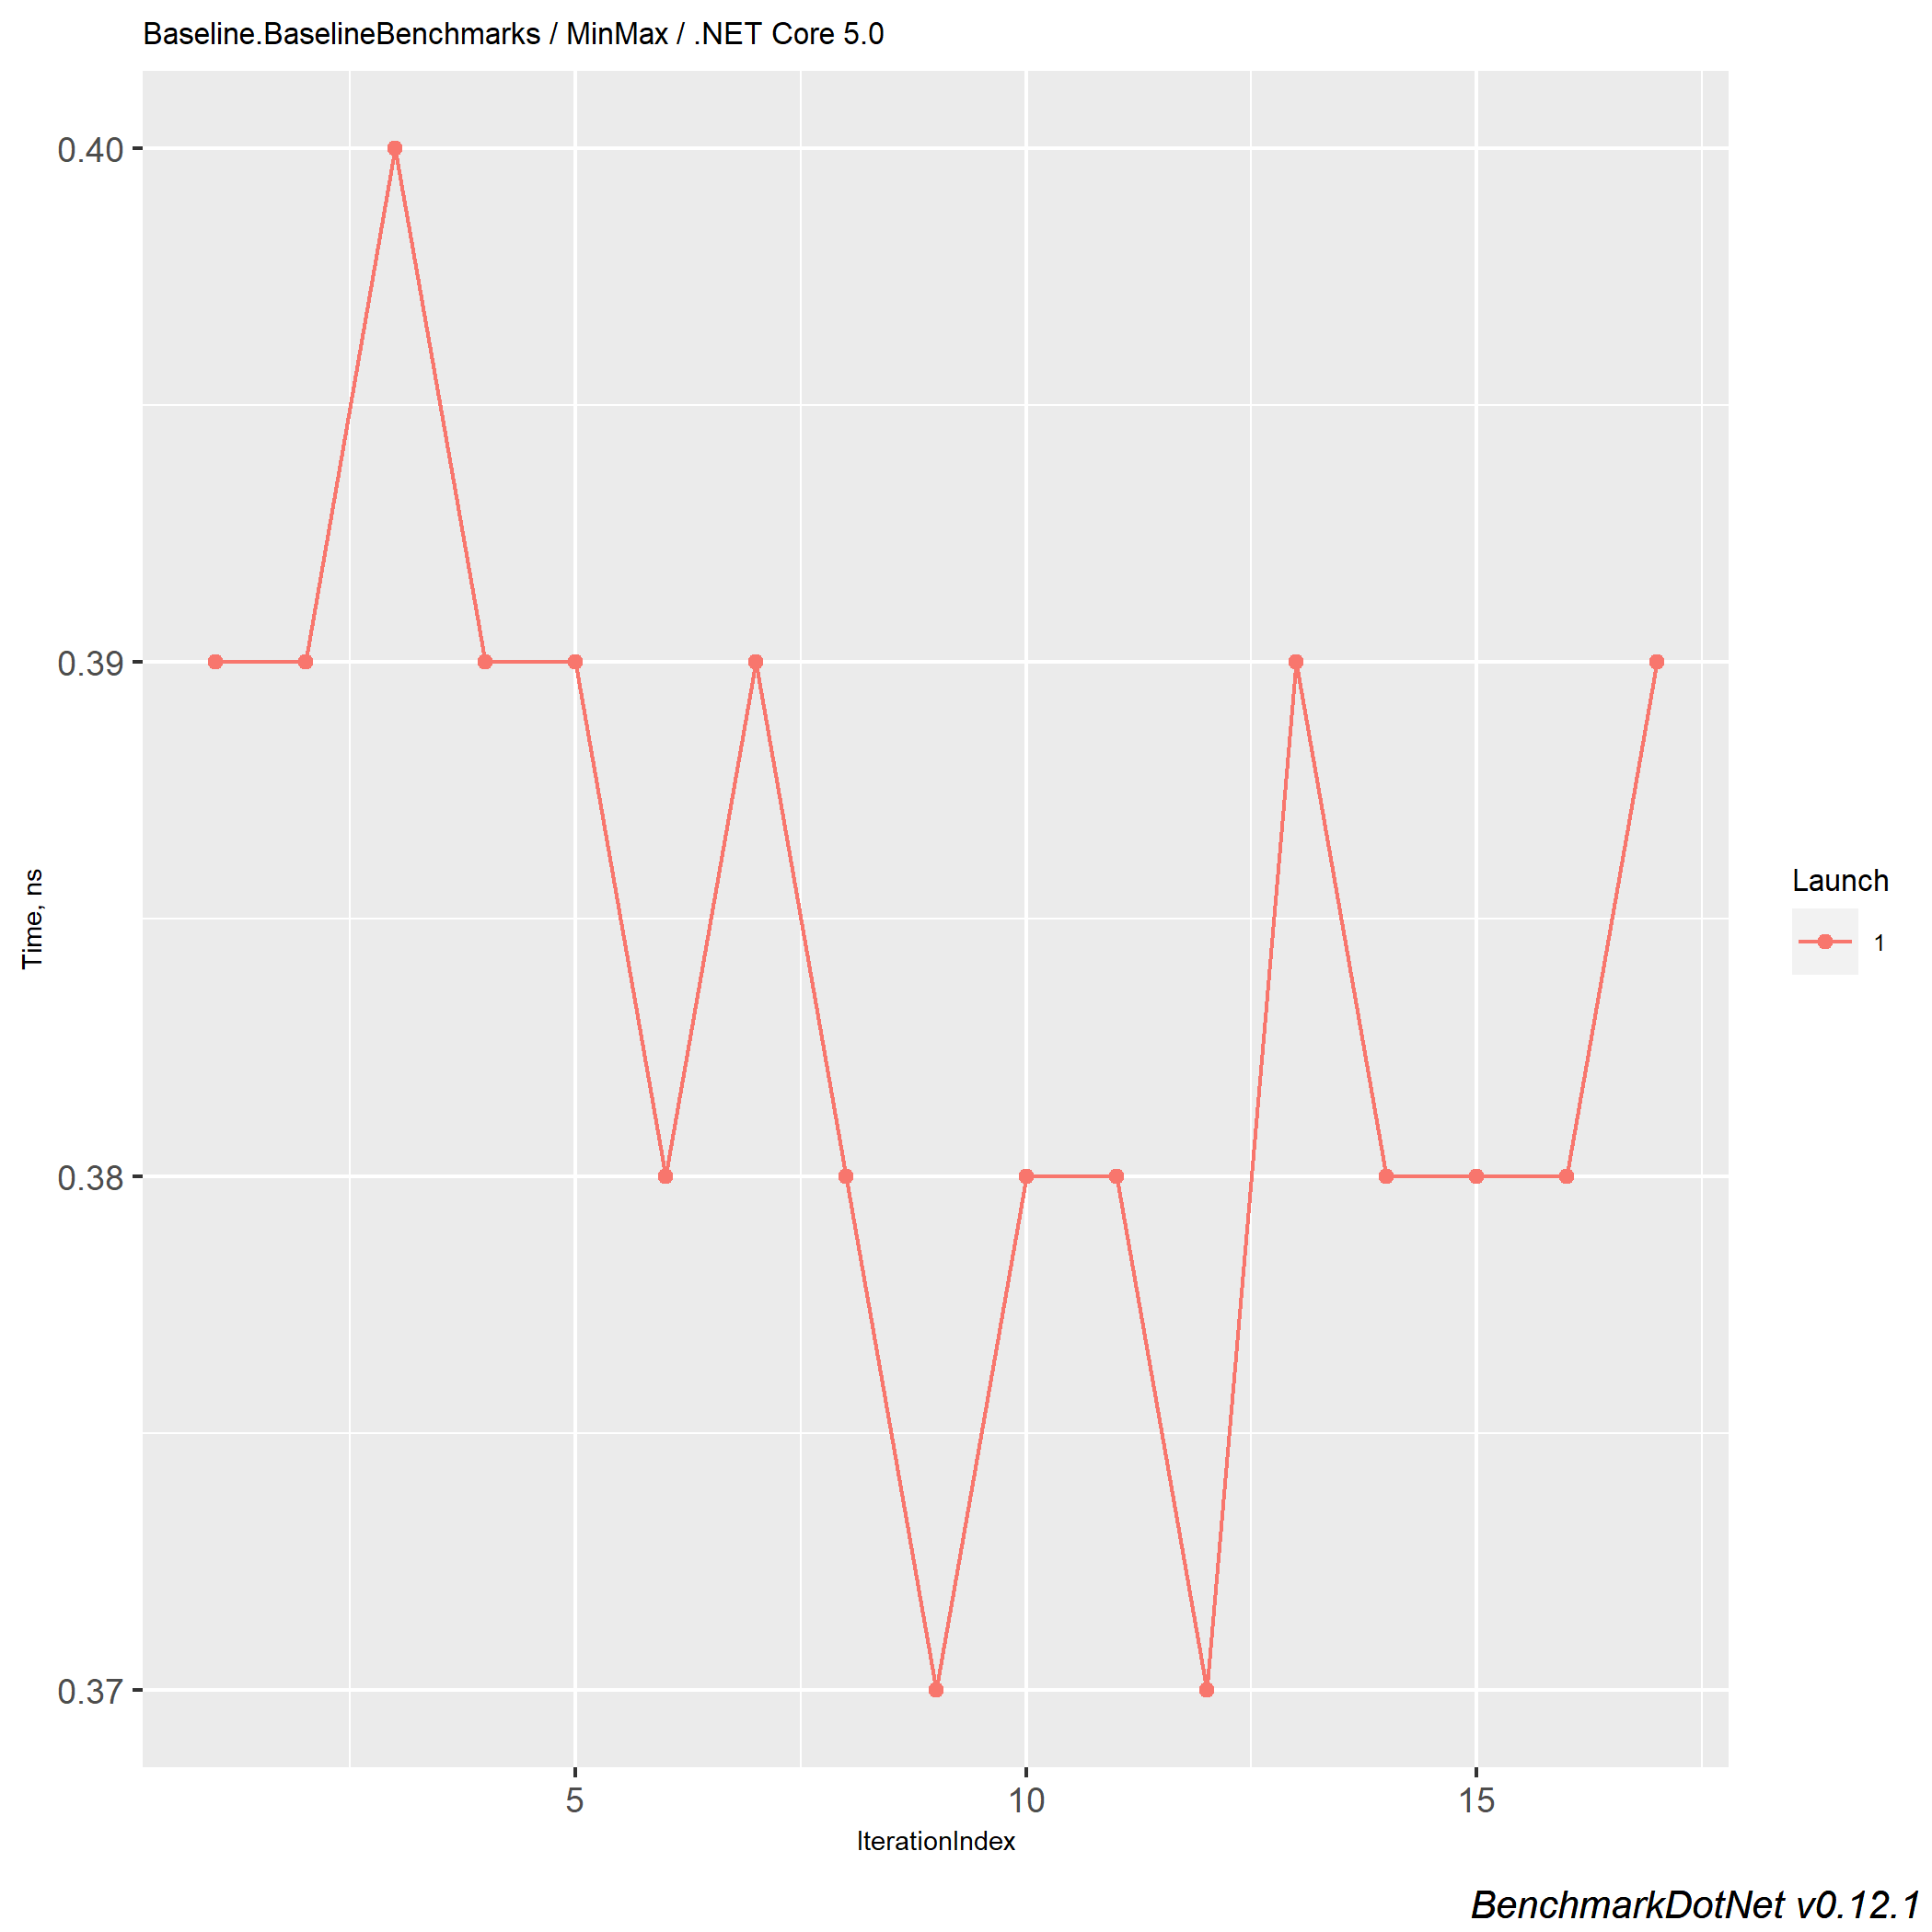 Baseline.BaselineBenchmarks / MinMax / .NET Core 5.0
0.40
0.39
0.38
0.37
Time, ns
5 10 15
IterationIndex
Launch
1
BenchmarkDotNet v0.12.1